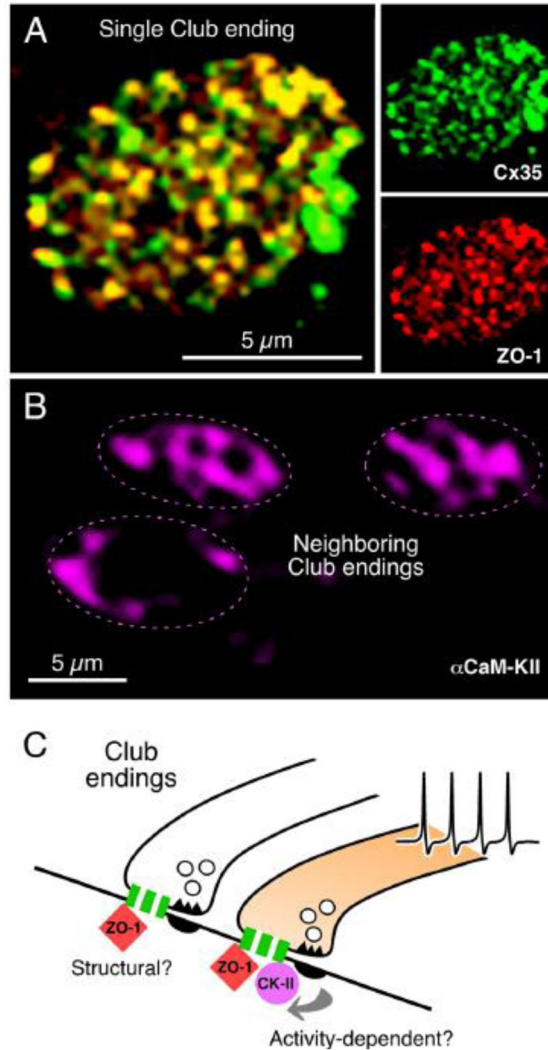 A
Single Club ending
5 μm
Cx35
ZO-1
B
Neighboring
Club endings
5 μm
αCaM-KII
C
Club
endings
ZO-1
Structural?
ZO-1
CK-II
Activity-dependent?